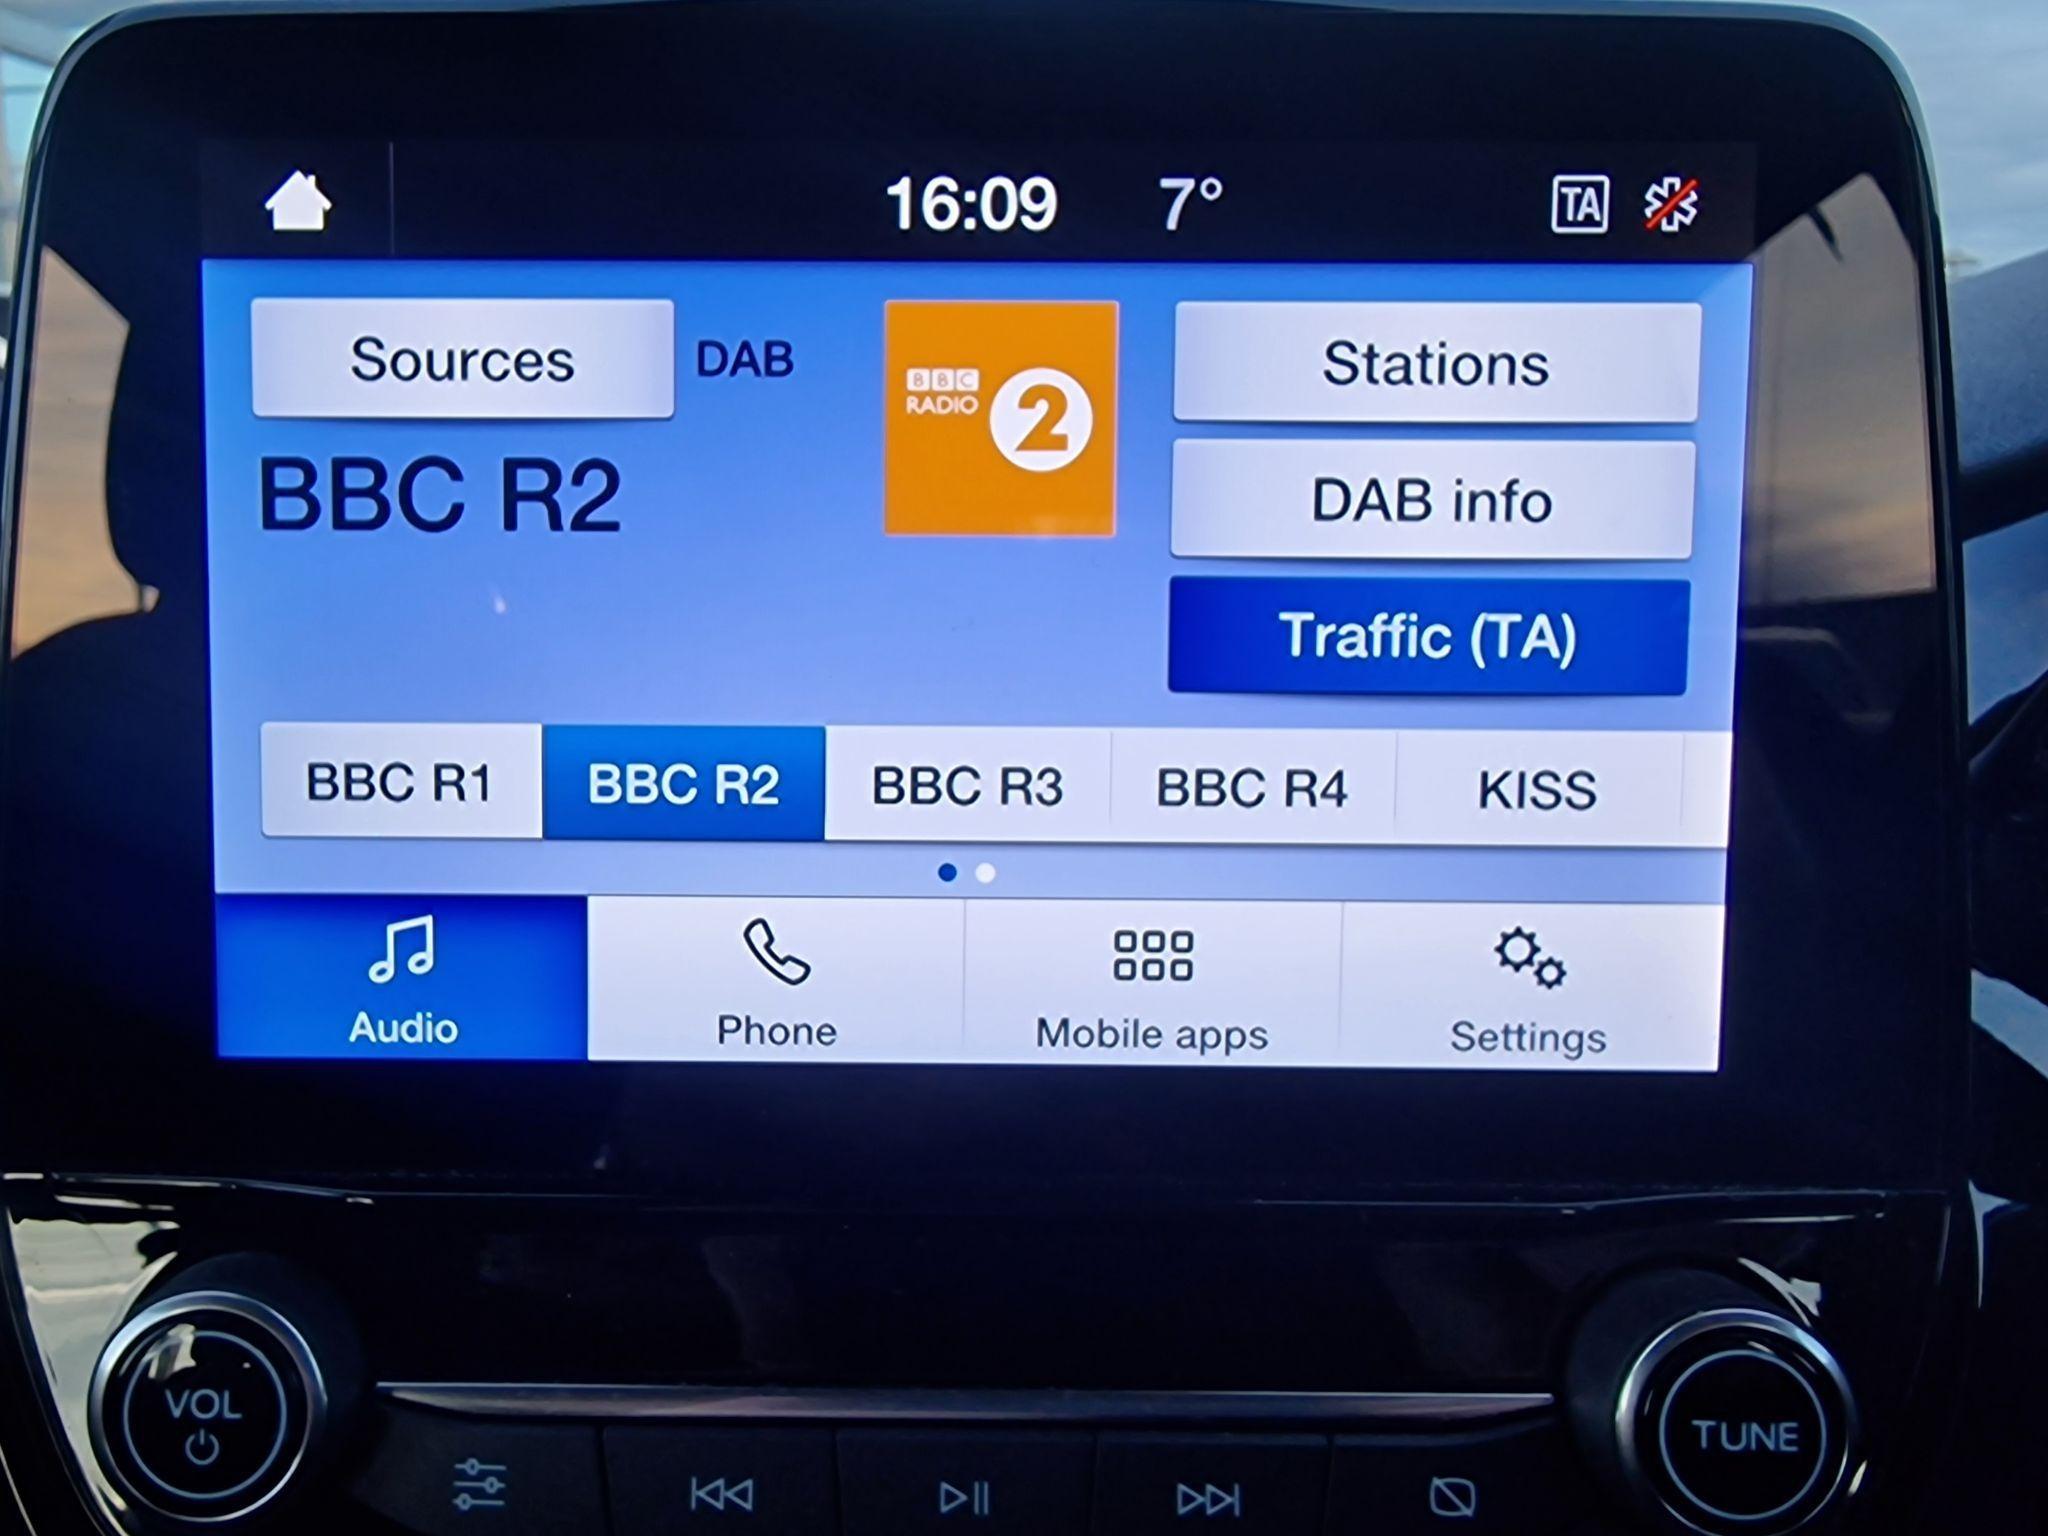 16:09 7° TA
Sources DAB
BBC
RADIO 2
Stations
BBC R2
DAB info
Traffic (TA)
BBC R1 BBC R2 BBC R3 BBC R4 KISS
Audio Phone Mobile apps Settings
VOL
TUNE